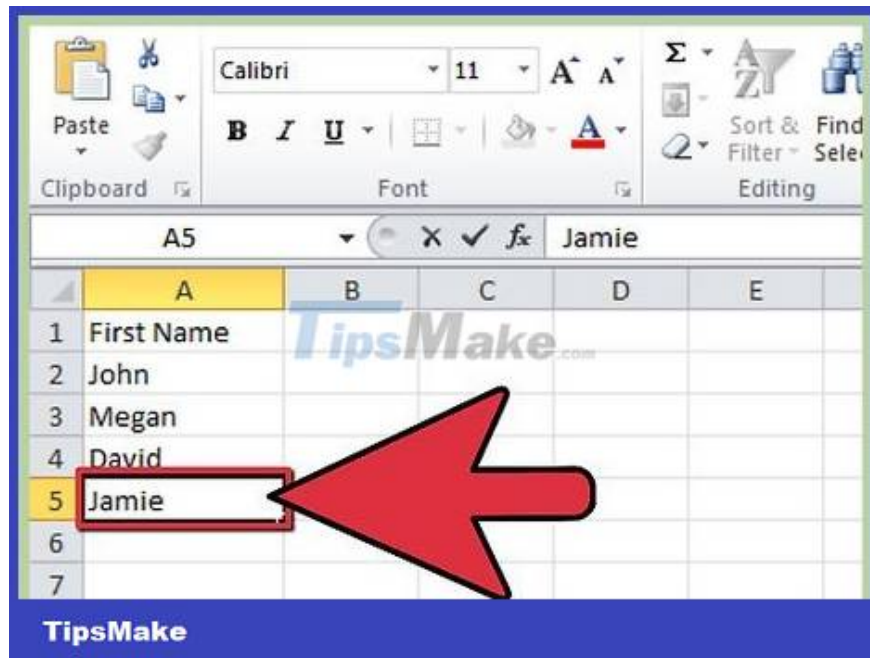 Calibri 11 A A Σ
A
Z
Paste B I U A Sort & Find
Filter Sele
Clipboard Font Editing
A5 fx Jamie
A B C D E
1 First Name
2 John
3 Megan
4 David
5 Jamie
6
7
TipsMake.com
TipsMake